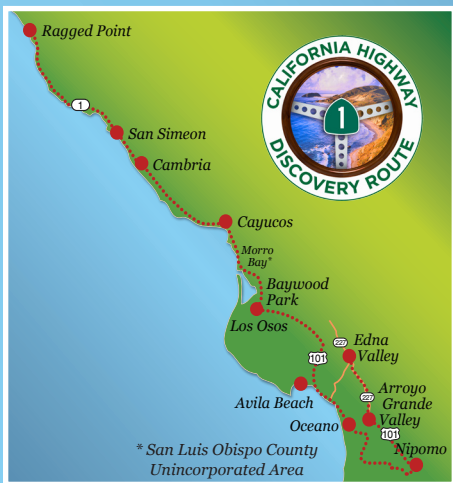 Ragged Point
CALIFORNIA HIGHWAY
1
DISCOVERY ROUTE
1
San Simeon
Cambria
Cayucos
Morro
Bay*
Baywood
Park
Los Osos
227
Edna
Valley
101
Avila Beach
227
Arroyo
Grande
Valley
Oceano
101
Nipomo
* San Luis Obispo County
Unincorporated Area